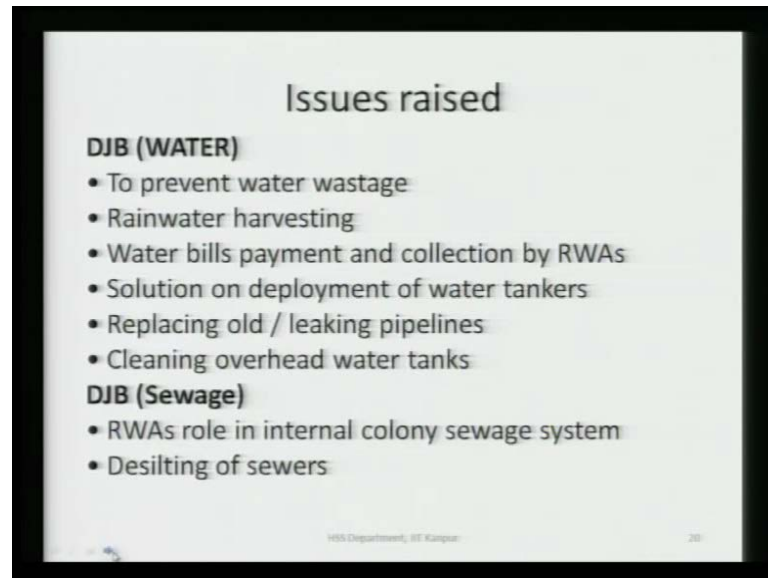 Issues raised
DJB (WATER)
• To prevent water wastage
• Rainwater harvesting
• Water bills payment and collection by RWAs
• Solution on deployment of water tankers
• Replacing old / leaking pipelines
• Cleaning overhead water tanks
DJB (Sewage)
• RWAs role in internal colony sewage system
• Desilting of sewers
HSS Department, IIT Kanpur
20